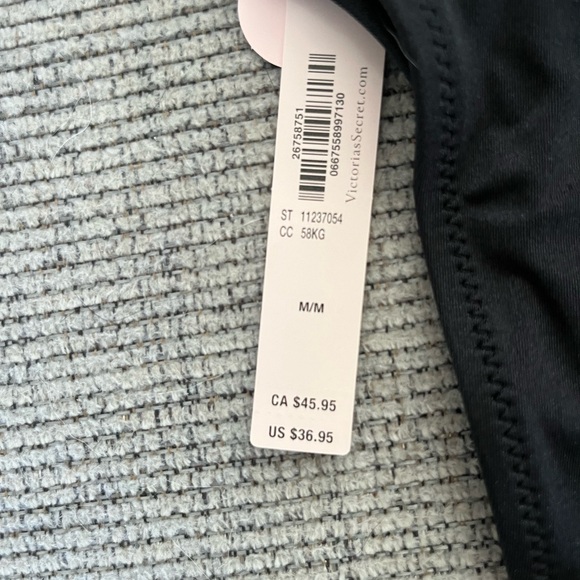 26758751
0667558997130
VictoriasSecret.com
ST 11237054
CC 58KG
M/M
CA $45.95
US $36.95